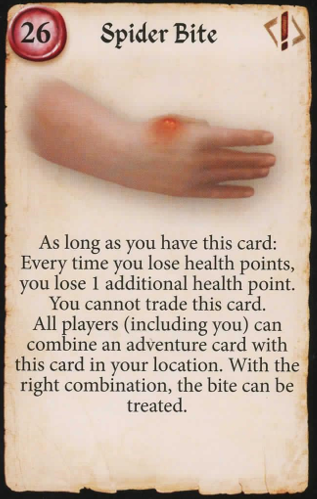 26
Spider Bite
!
As long as you have this card:
Every time you lose health points,
you lose 1 additional health point.
You cannot trade this card.
All players (including you) can
combine an adventure card with
this card in your location. With the
right combination, the bite can be
treated.